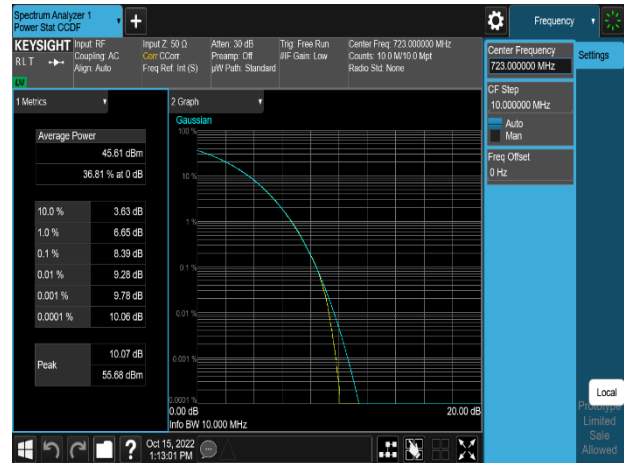 Spectrum Analyzer 1
Power Stat CCDF
Frequency
KEYSIGHT
RLT
LW
Input: RF
Coupling: AC
Align: Auto
Input Z: 50 Ω
Corr CCorr
Freq Ref: Int (S)
Atten: 30 dB
Preamp: Off
µW Path: Standard
Trig: Free Run
#IF Gain: Low
Center Freq: 723.000000 MHz
Counts: 10.0 M/10.0 Mpt
Radio Std: None
Center Frequency
723.000000 MHz
Settings
CF Step
10.000000 MHz
Auto
Man
Freq Offset
0 Hz
1 Metrics
Average Power
45.61 dBm
36.81 % at 0 dB
10.0 % 3.63 dB
1.0 % 6.65 dB
0.1 % 8.39 dB
0.01 % 9.28 dB
0.001 % 9.78 dB
0.0001 % 10.06 dB
Peak
10.07 dB
55.68 dBm
2 Graph
Gaussian
100 %
10 %
1 %
0.1 %
0.01 %
0.001 %
0.0001 %
0.00 dB 20.00 dB
Info BW 10.000 MHz
Local
Prototype
Limited
Sale
Allowed
?
Oct 15, 2022
1:13:01 PM